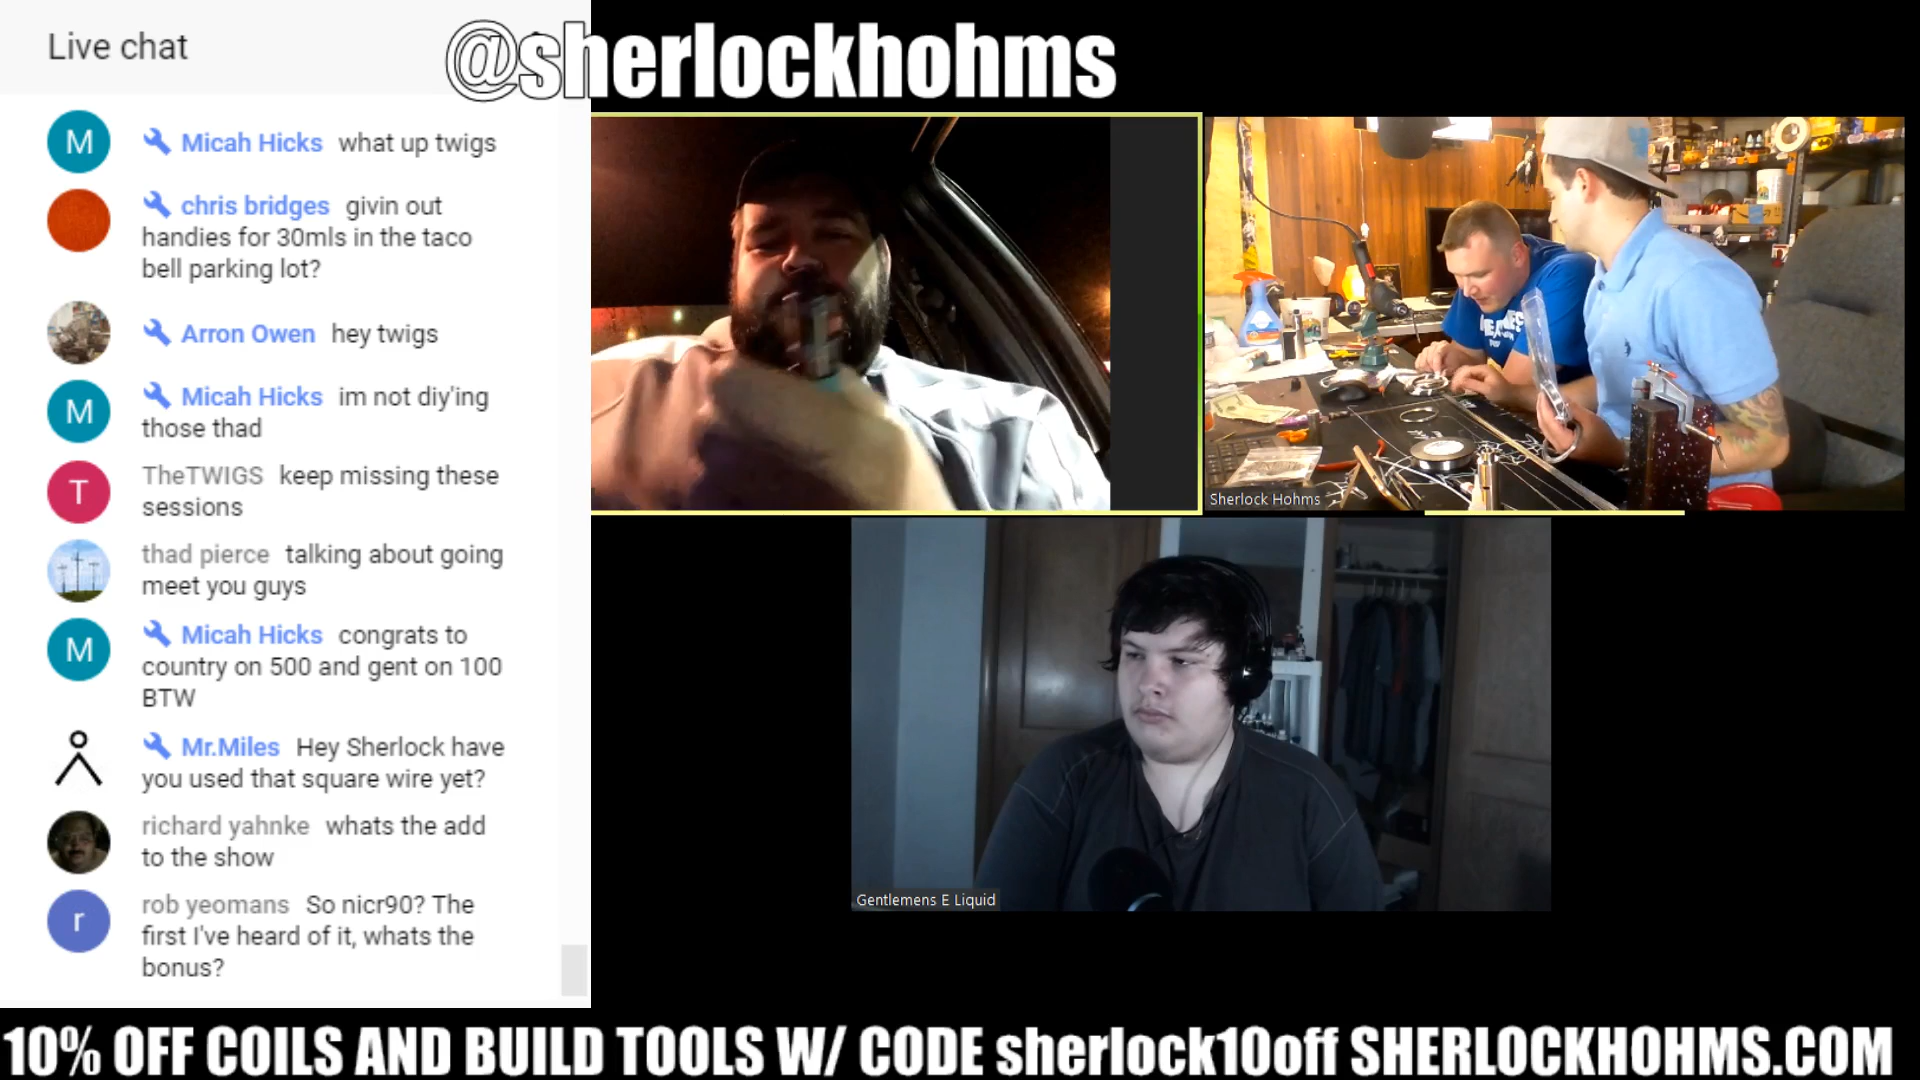 Live chat
@sherlockhohms
M
Micah Hicks what up twigs
chris bridges givin out
handies for 30mls in the taco
bell parking lot?
Arron Owen hey twigs
M
Micah Hicks im not diy'ing
those thad
T
TheTWIGS keep missing these
sessions
thad pierce talking about going
meet you guys
M
Micah Hicks congrats to
country on 500 and gent on 100
BTW
Mr.Miles Hey Sherlock have
you used that square wire yet?
richard yahnke whats the add
to the show
r
rob yeomans So nicr90? The
first I've heard of it, whats the
bonus?
Sherlock Hohms
Gentlemens E Liquid
10% OFF COILS AND BUILD TOOLS W/ CODE sherlock10off SHERLOCKHOHMS.COM